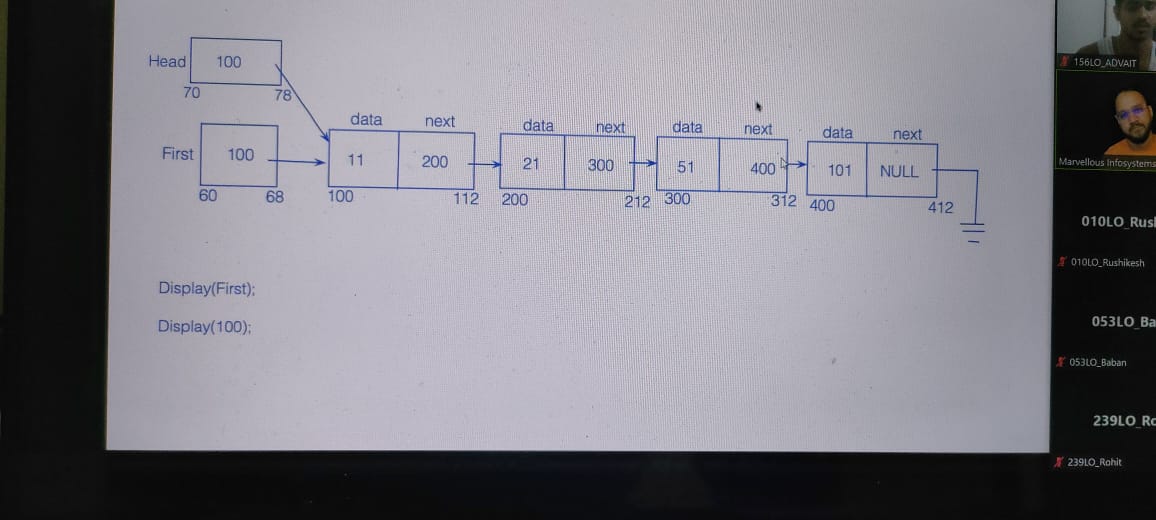 Head 100
70 78
First 100
60 68
data next
11 200
100 112
data next
21 300
200 212
data next
51 400
300 312
data next
101 NULL
400 412
Display(First);
Display(100);
156LO_ADVAIT
Marvellous Infosystems
010LO_Rus
010LO_Rushikesh
053LO_Ba
053LO_Baban
239LO_Ro
239LO_Rohit